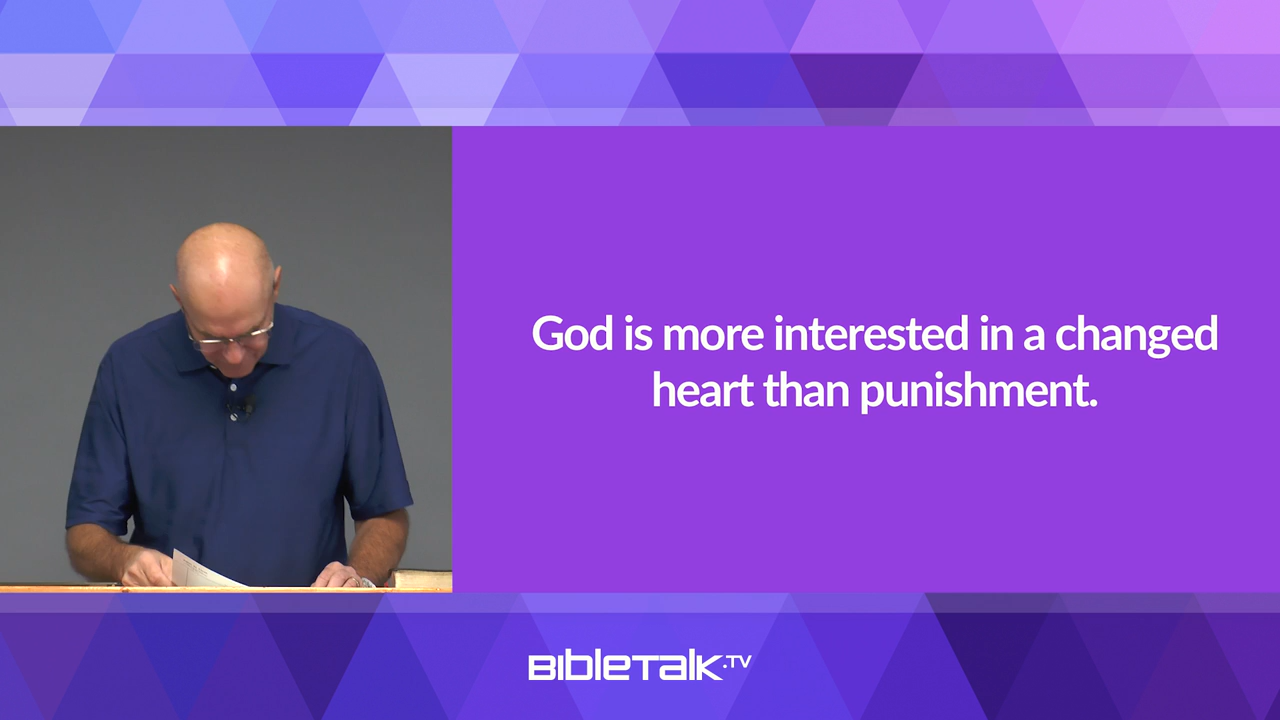 God is more interested in a changed
heart than punishment.
BIBLETALK.TV